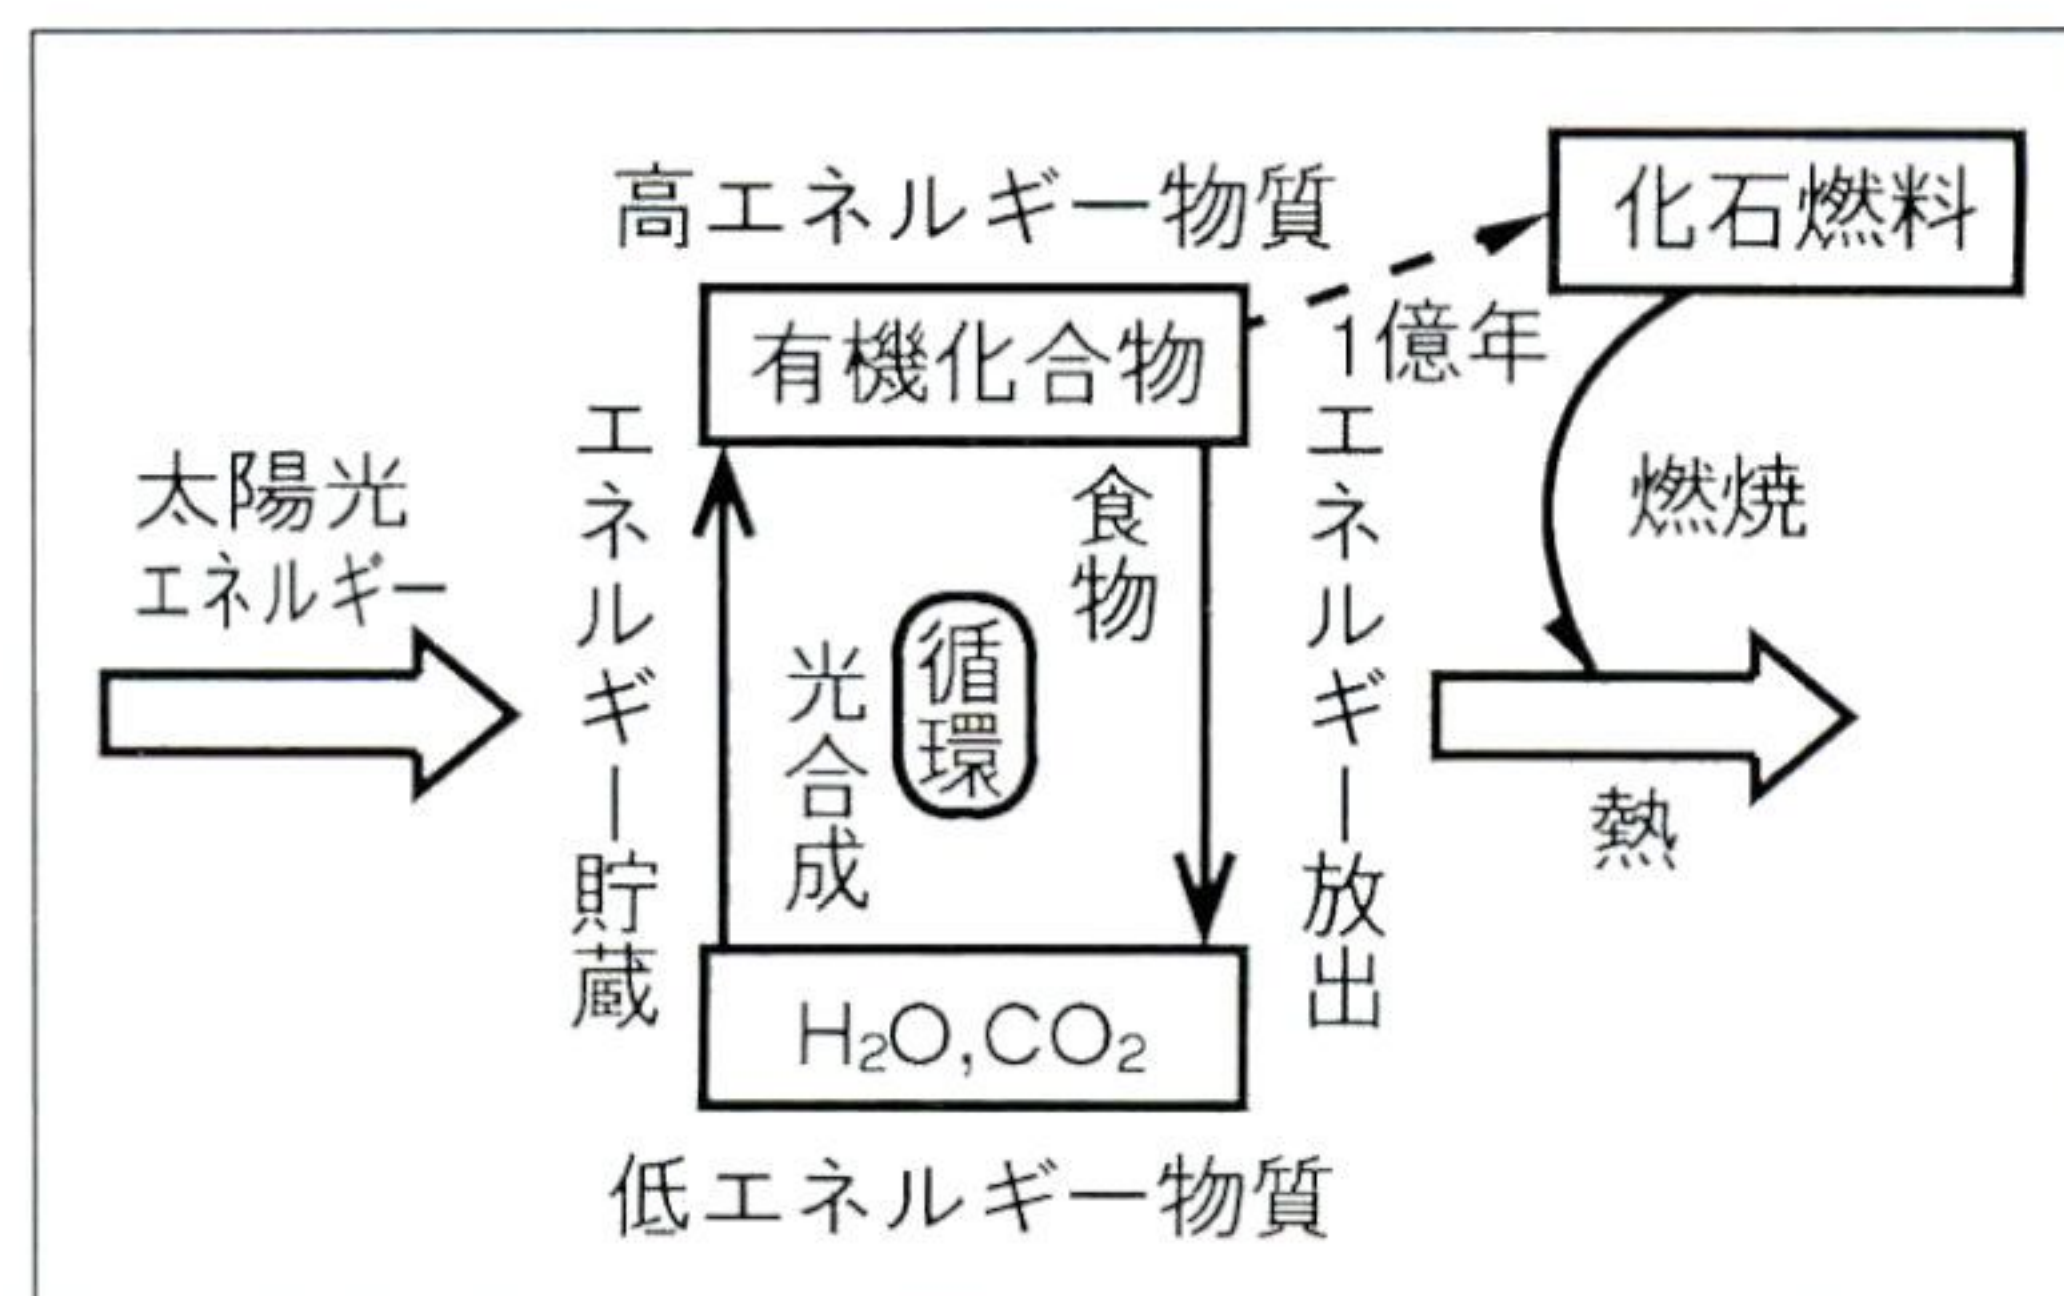 高エネルギー物質
化石燃料
有機化合物
1億年
太陽光
エネルギー
エネルギー貯蔵
光合成
循環
食物
エネルギー放出
燃焼
熱
H₂O,CO₂
低エネルギー物質